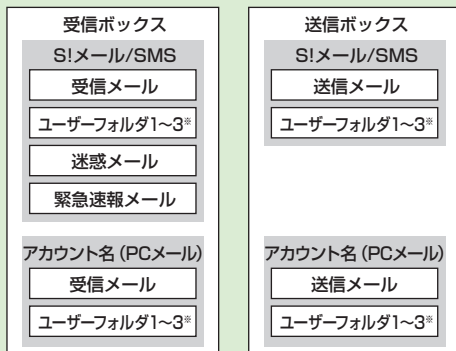 受信ボックス
S!メール/SMS
受信メール
ユーザーフォルダ1～3※
迷惑メール
緊急速報メール
アカウント名（PCメール）
受信メール
ユーザーフォルダ1～3※
送信ボックス
S!メール/SMS
送信メール
ユーザーフォルダ1～3※
アカウント名（PCメール）
送信メール
ユーザーフォルダ1～3※